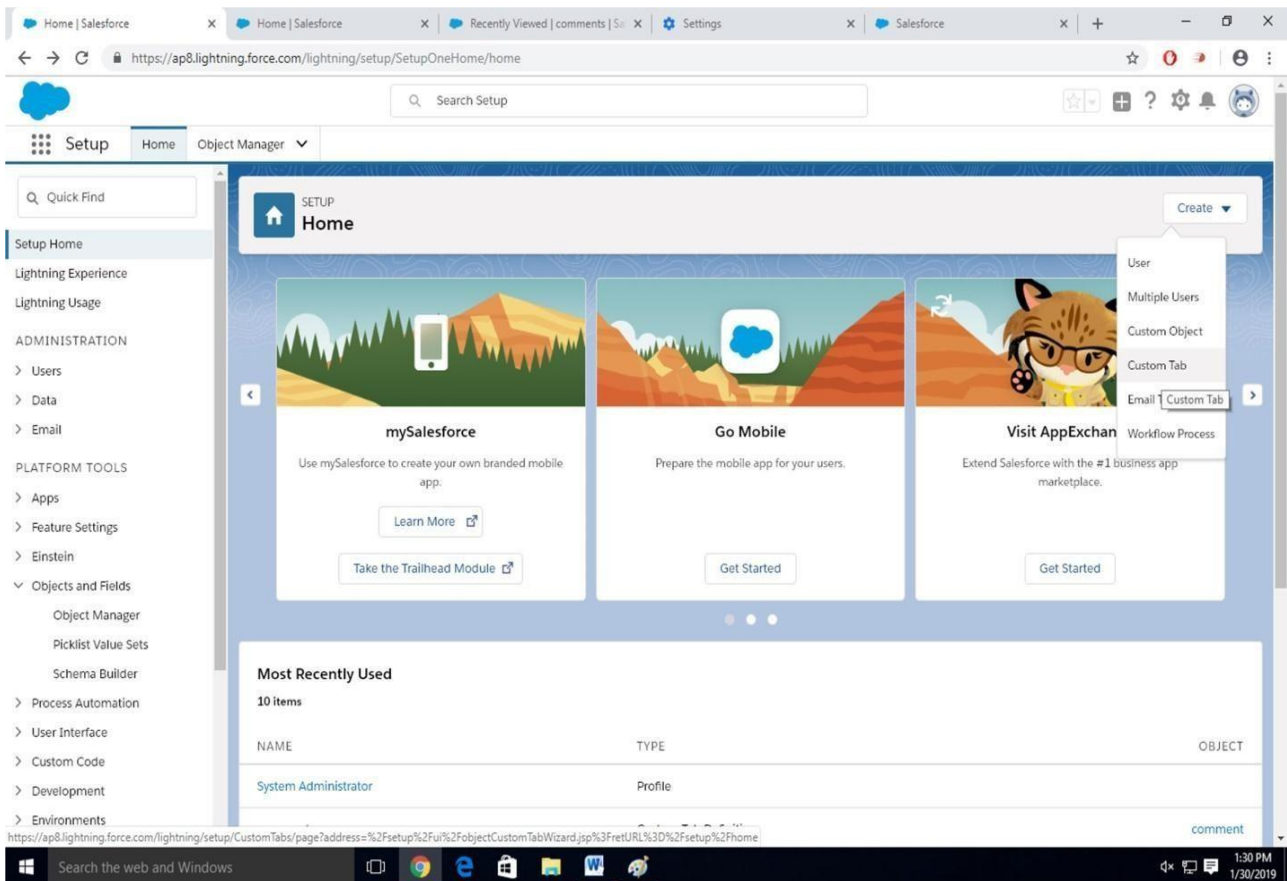 Home | Salesforce
Home | Salesforce
Recently Viewed | comments | Sa
Settings
Salesforce
https://ap8.lightning.force.com/lightning/setup/SetupOneHome/home
Search Setup
Setup
Home
Object Manager
Quick Find
Setup Home
Lightning Experience
Lightning Usage
ADMINISTRATION
Users
Data
Email
PLATFORM TOOLS
Apps
Feature Settings
Einstein
Objects and Fields
Object Manager
Picklist Value Sets
Schema Builder
Process Automation
User Interface
Custom Code
Development
Environments
SETUP
Home
Create
User
Multiple Users
Custom Object
Custom Tab
Email T
Custom Tab
Workflow Process
mySalesforce
Use mySalesforce to create your own branded mobile
app.
Learn More
Take the Trailhead Module
Go Mobile
Prepare the mobile app for your users.
Get Started
Visit AppExchan
Extend Salesforce with the #1 business app
marketplace.
Get Started
Most Recently Used
10 items
NAME TYPE OBJECT
System Administrator Profile
comment
https://ap8.lightning.force.com/lightning/setup/CustomTabs/page?address=%2Fsetup%2Fui%2FobjectCustomTabWizard.jsp%3FretURL%3D%2Fsetup%2Fhome
Search the web and Windows
1:30 PM
1/30/2019